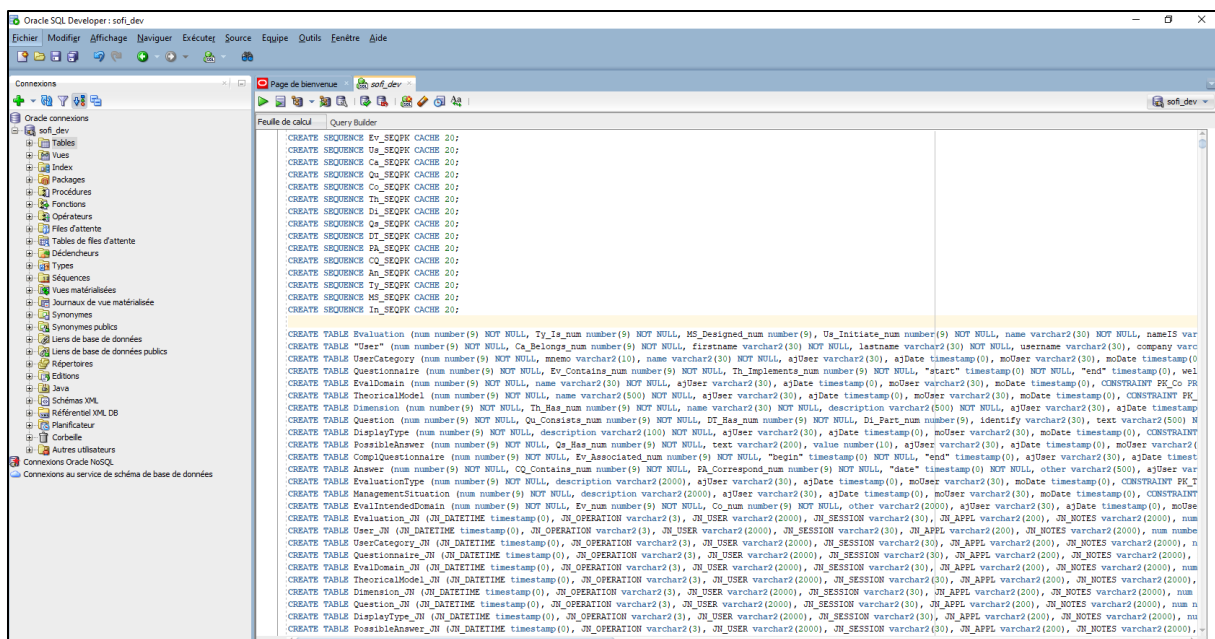 Oracle SQL Developer : sofi_dev
Fichier Modifier Affichage Naviguer Exécuter Source Equipe Outils Fenêtre Aide
Connexions
Page de bienvenue
sofi_dev
sofi_dev
Feuille de calcul Query Builder
Oracle connexions
sofi_dev
Tables
Vues
Index
Packages
Procédures
Fonctions
Opérateurs
Files d'attente
Tables de files d'attente
Déclencheurs
Types
Séquences
Vues matérialisées
Journaux de vue matérialisée
Synonymes
Synonymes publics
Liens de base de données
Liens de base de données publics
Répertoires
Editions
Java
Schémas XML
Référentiel XML DB
Planificateur
Corbeille
Autres utilisateurs
Connexions Oracle NoSQL
Connexions au service de schéma de base de données
CREATE SEQUENCE Ev_SEQPK CACHE 20;
CREATE SEQUENCE Us_SEQPK CACHE 20;
CREATE SEQUENCE Ca_SEQPK CACHE 20;
CREATE SEQUENCE Qu_SEQPK CACHE 20;
CREATE SEQUENCE Co_SEQPK CACHE 20;
CREATE SEQUENCE Th_SEQPK CACHE 20;
CREATE SEQUENCE Di_SEQPK CACHE 20;
CREATE SEQUENCE Qs_SEQPK CACHE 20;
CREATE SEQUENCE DT_SEQPK CACHE 20;
CREATE SEQUENCE PA_SEQPK CACHE 20;
CREATE SEQUENCE CQ_SEQPK CACHE 20;
CREATE SEQUENCE An_SEQPK CACHE 20;
CREATE SEQUENCE Ty_SEQPK CACHE 20;
CREATE SEQUENCE MS_SEQPK CACHE 20;
CREATE SEQUENCE In_SEQPK CACHE 20;
CREATE TABLE Evaluation (num number(9) NOT NULL, Ty_Is_num number(9) NOT NULL, MS_Designed_num number(9), Us_Initiate_num number(9) NOT NULL, name varchar2(30) NOT NULL, nameIS var
CREATE TABLE "User" (num number(9) NOT NULL, Ca_Belongs_num number(9) NOT NULL, firstname varchar2(30) NOT NULL, lastname varchar2(30) NOT NULL, username varchar2(30), company varc
CREATE TABLE UserCategory (num number(9) NOT NULL, mnemo varchar2(10), name varchar2(30) NOT NULL, ajUser varchar2(30), ajDate timestamp(0), moUser varchar2(30), moDate timestamp(0
CREATE TABLE Questionnaire (num number(9) NOT NULL, Ev_Contains_num number(9) NOT NULL, Th_Implements_num number(9) NOT NULL, "start" timestamp(0) NOT NULL, "end" timestamp(0), wel
CREATE TABLE EvalDomain (num number(9) NOT NULL, name varchar2(30) NOT NULL, ajUser varchar2(30), ajDate timestamp(0), moUser varchar2(30), moDate timestamp(0), CONSTRAINT PK_Co PR
CREATE TABLE TheoricalModel (num number(9) NOT NULL, name varchar2(500) NOT NULL, ajUser varchar2(30), ajDate timestamp(0), moUser varchar2(30), moDate timestamp(0), CONSTRAINT PK_
CREATE TABLE Dimension (num number(9) NOT NULL, Th_Has_num number(9) NOT NULL, name varchar2(30) NOT NULL, description varchar2(500) NOT NULL, ajUser varchar2(30), ajDate timestamp
CREATE TABLE Question (num number(9) NOT NULL, Qu_Consists_num number(9) NOT NULL, DT_Has_num number(9) NOT NULL, Di_Part_num number(9), identify varchar2(30), text varchar2(500) N
CREATE TABLE DisplayType (num number(9) NOT NULL, description varchar2(100) NOT NULL, ajUser varchar2(30), ajDate timestamp(0), moUser varchar2(30), moDate timestamp(0), CONSTRAINT
CREATE TABLE PossibleAnswer (num number(9) NOT NULL, Qs_Has_num number(9) NOT NULL, text varchar2(200), value number(10), ajUser varchar2(30), ajDate timestamp(0), moUser varchar2(
CREATE TABLE ComplQuestionnaire (num number(9) NOT NULL, Ev_Associated_num number(9) NOT NULL, "begin" timestamp(0) NOT NULL, "end" timestamp(0), ajUser varchar2(30), ajDate timest
CREATE TABLE Answer (num number(9) NOT NULL, CQ_Contains_num number(9) NOT NULL, PA_Correspond_num number(9) NOT NULL, "date" timestamp(0) NOT NULL, other varchar2(500), ajUser var
CREATE TABLE EvaluationType (num number(9) NOT NULL, description varchar2(2000), ajUser varchar2(30), ajDate timestamp(0), moUser varchar2(30), moDate timestamp(0), CONSTRAINT PK_T
CREATE TABLE ManagementSituation (num number(9) NOT NULL, description varchar2(2000), ajUser varchar2(30), ajDate timestamp(0), moUser varchar2(30), moDate timestamp(0), CONSTRAINT
CREATE TABLE EvalIntendedDomain (num number(9) NOT NULL, Ev_num number(9) NOT NULL, Co_num number(9) NOT NULL, other varchar2(2000), ajUser varchar2(30), ajDate timestamp(0), moUse
CREATE TABLE Evaluation_JN (JN_DATETIME timestamp(0), JN_OPERATION varchar2(3), JN_USER varchar2(2000), JN_SESSION varchar2(30), JN_APPL varchar2(200), JN_NOTES varchar2(2000), num
CREATE TABLE User_JN (JN_DATETIME timestamp(0), JN_OPERATION varchar2(3), JN_USER varchar2(2000), JN_SESSION varchar2(30), JN_APPL varchar2(200), JN_NOTES varchar2(2000), num numbe
CREATE TABLE UserCategory_JN (JN_DATETIME timestamp(0), JN_OPERATION varchar2(3), JN_USER varchar2(2000), JN_SESSION varchar2(30), JN_APPL varchar2(200), JN_NOTES varchar2(2000), n
CREATE TABLE Questionnaire_JN (JN_DATETIME timestamp(0), JN_OPERATION varchar2(3), JN_USER varchar2(2000), JN_SESSION varchar2(30), JN_APPL varchar2(200), JN_NOTES varchar2(2000),
CREATE TABLE EvalDomain_JN (JN_DATETIME timestamp(0), JN_OPERATION varchar2(3), JN_USER varchar2(2000), JN_SESSION varchar2(30), JN_APPL varchar2(200), JN_NOTES varchar2(2000), num
CREATE TABLE TheoricalModel_JN (JN_DATETIME timestamp(0), JN_OPERATION varchar2(3), JN_USER varchar2(2000), JN_SESSION varchar2(30), JN_APPL varchar2(200), JN_NOTES varchar2(2000),
CREATE TABLE Dimension_JN (JN_DATETIME timestamp(0), JN_OPERATION varchar2(3), JN_USER varchar2(2000), JN_SESSION varchar2(30), JN_APPL varchar2(200), JN_NOTES varchar2(2000), num
CREATE TABLE Question_JN (JN_DATETIME timestamp(0), JN_OPERATION varchar2(3), JN_USER varchar2(2000), JN_SESSION varchar2(30), JN_APPL varchar2(200), JN_NOTES varchar2(2000), num n
CREATE TABLE DisplayType_JN (JN_DATETIME timestamp(0), JN_OPERATION varchar2(3), JN_USER varchar2(2000), JN_SESSION varchar2(30), JN_APPL varchar2(200), JN_NOTES varchar2(2000), nu
CREATE TABLE PossibleAnswer_JN (JN_DATETIME timestamp(0), JN_OPERATION varchar2(3), JN_USER varchar2(2000), JN_SESSION varchar2(30), JN_APPL varchar2(200), JN_NOTES varchar2(2000),